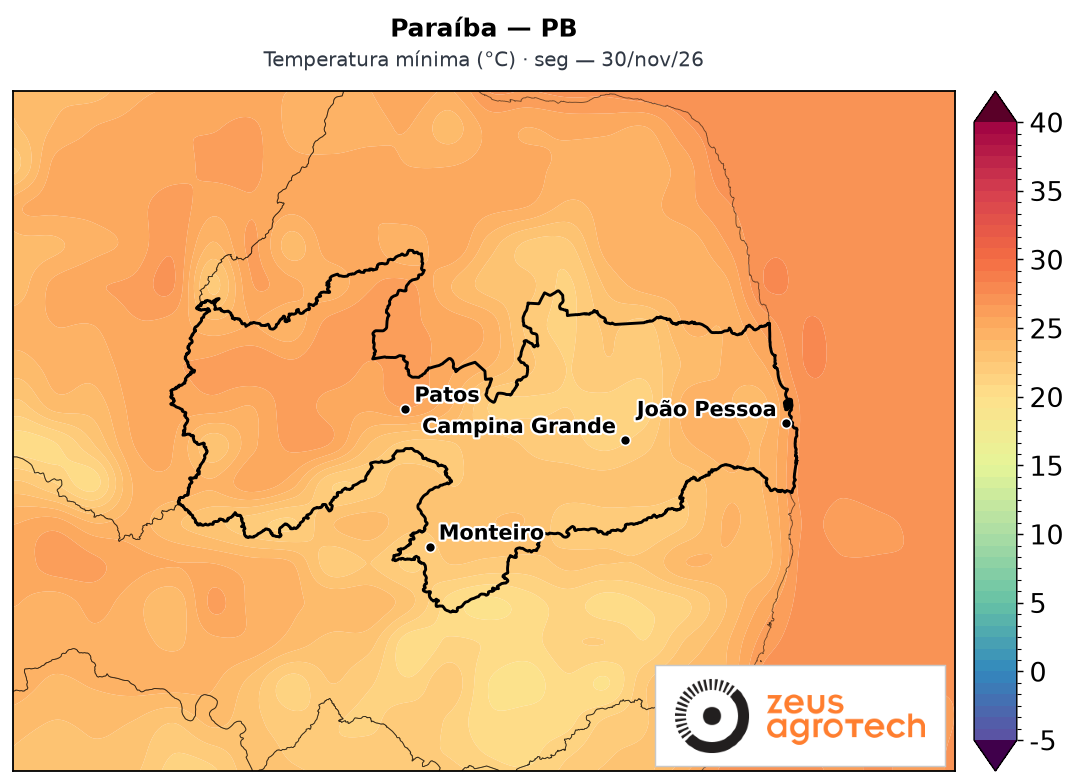 Paraíba — PB
Temperatura mínima (°C) · seg — 30/nov/26
40
35
30
25
20
15
10
5
0
-5
Patos
Campina Grande
João Pessoa
Monteiro
zeus
agrotech